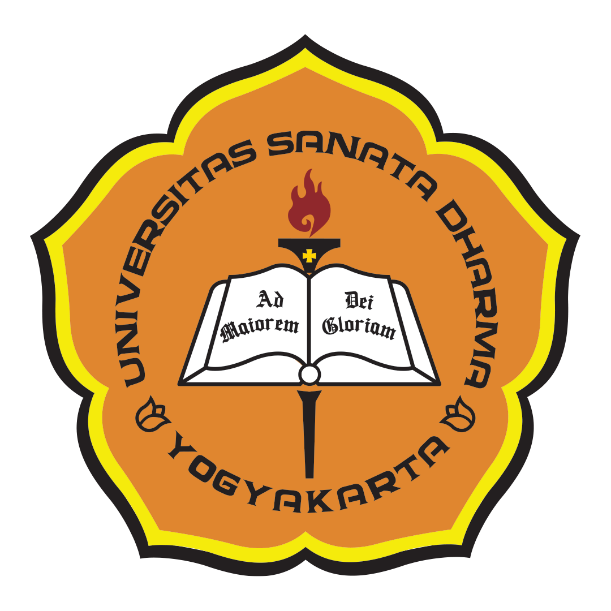 UNIVERSITAS SANATA DHARMA
Ad
Maiorem
Dei
Gloriam
YOGYAKARTA